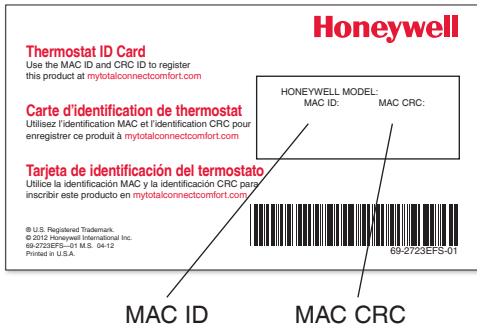 Honeywell
Thermostat ID Card
Use the MAC ID and CRC ID to register
this product at mytotalconnectcomfort.com
HONEYWELL MODEL:
MAC ID: MAC CRC:
Carte d'identification de thermostat
Utilisez l'identification MAC et l'identification CRC pour
enregistrer ce produit à mytotalconnectcomfort.com
Tarjeta de identificación del termostato
Utilice la identificación MAC y la identificación CRC para
inscribir este producto en mytotalconnectcomfort.com
® U.S. Registered Trademark.
© 2012 Honeywell International Inc.
69-2723EFS—01 M.S. 04-12
Printed in U.S.A.
69-2723EFS-01
MAC ID MAC CRC